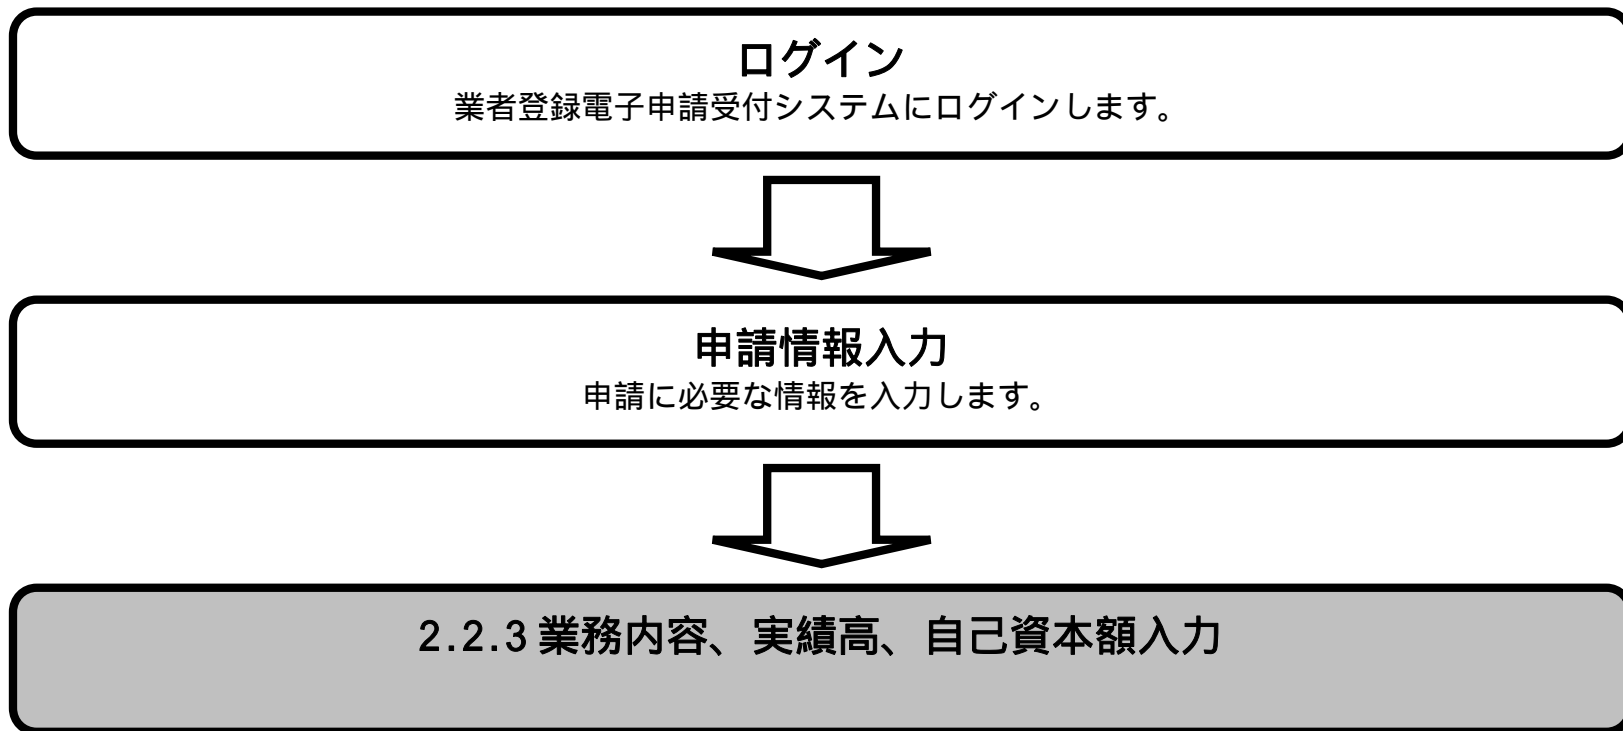 ログイン
業者登録電子申請受付システムにログインします。
申請情報入力
申請に必要な情報を入力します。
2.2.3 業務内容、実績高、自己資本額入力